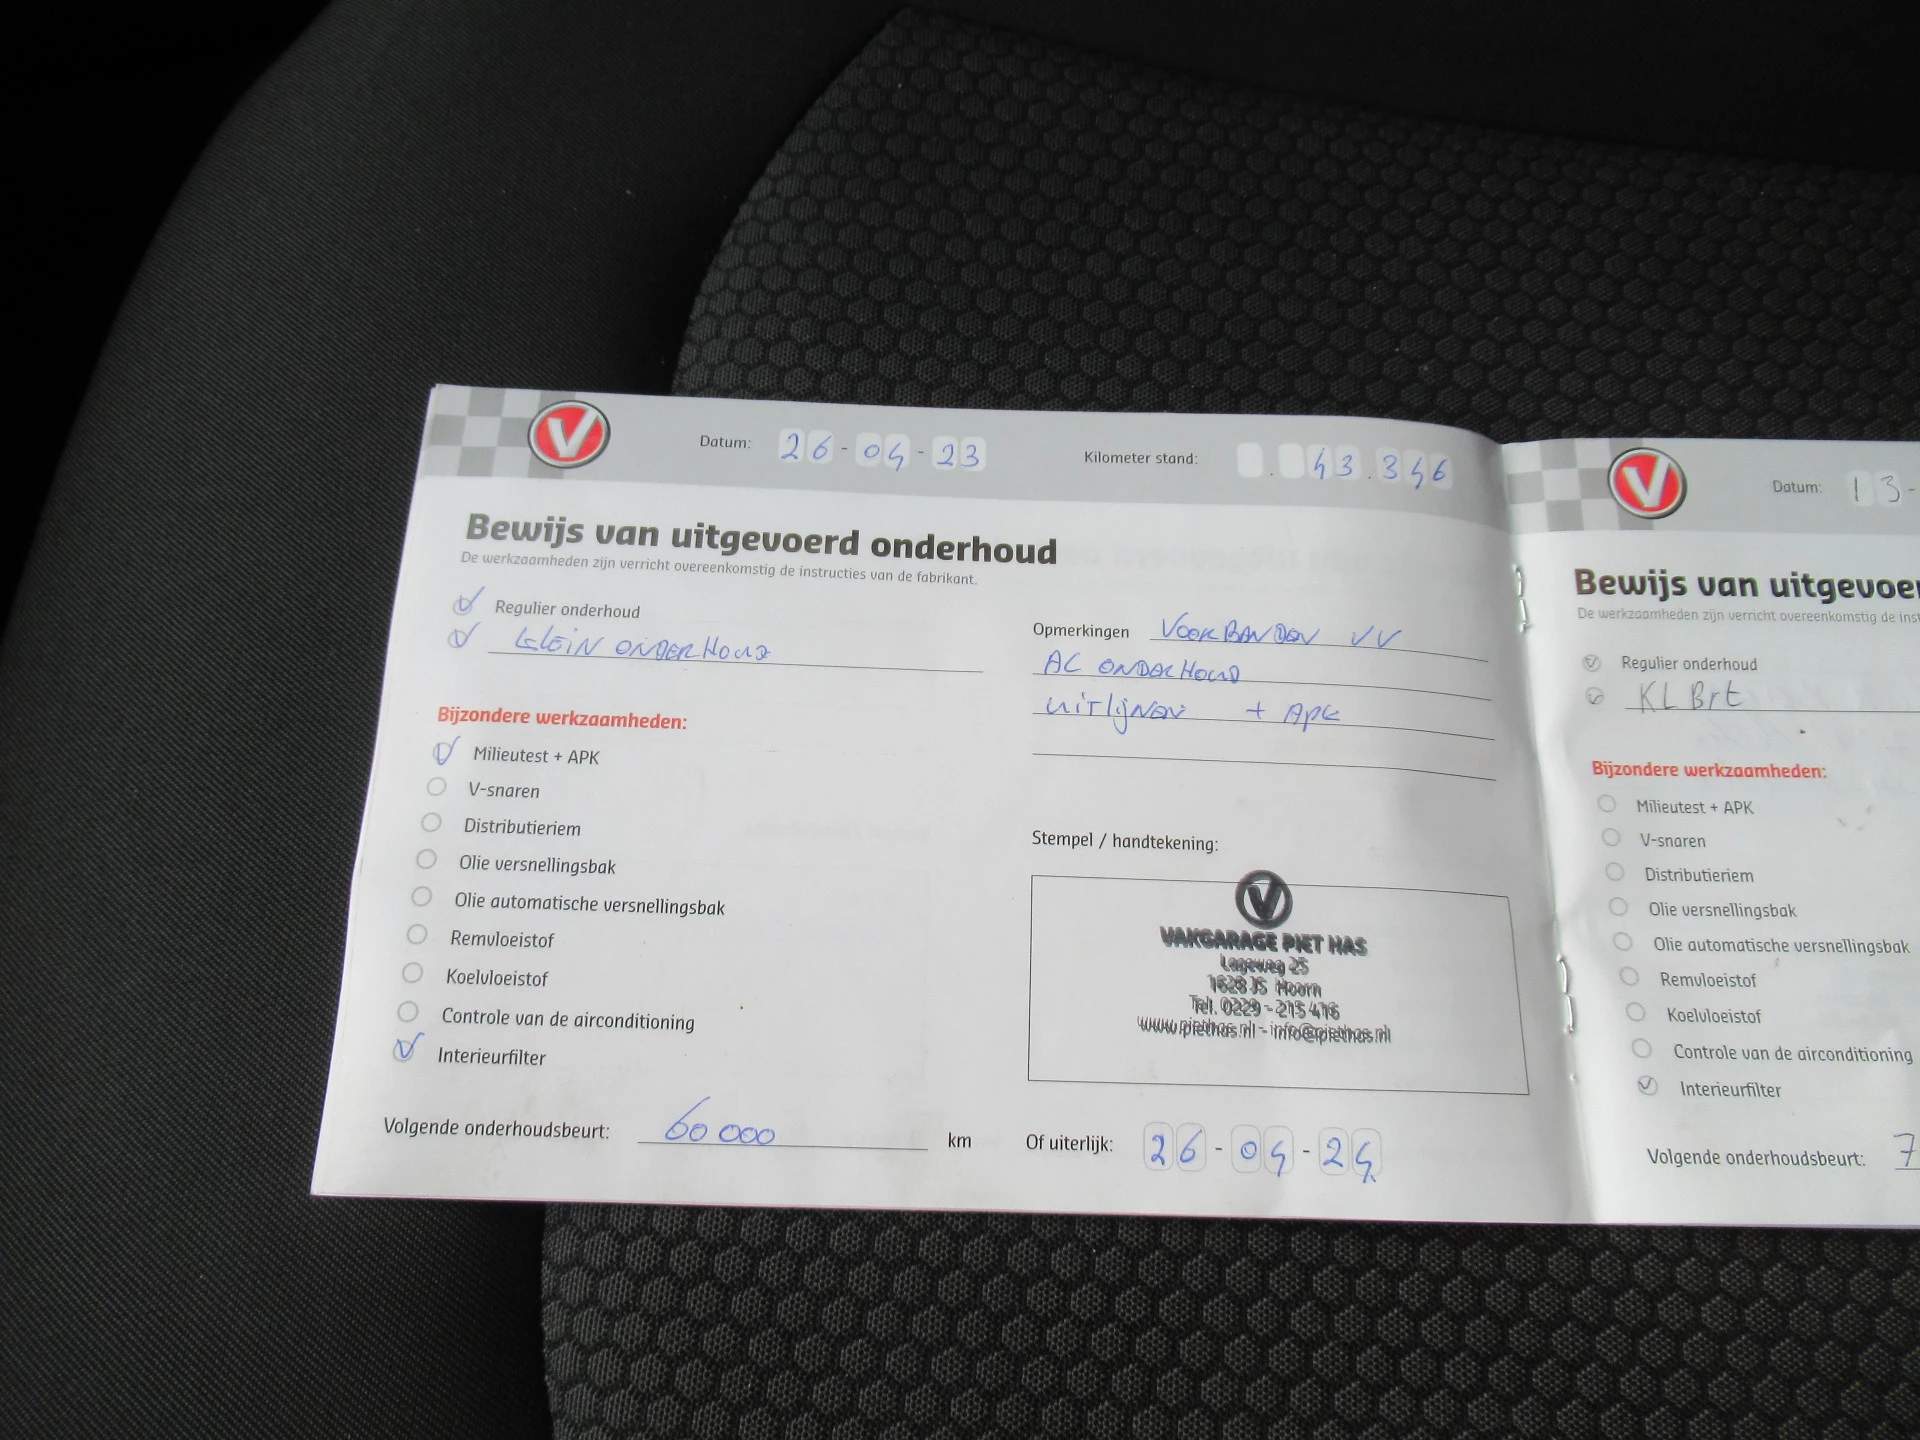 V
Datum: 26-04-23 Kilometer stand: 43.346
Bewijs van uitgevoerd onderhoud
De werkzaamheden zijn verricht overeenkomstig de instructies van de fabrikant.
Regulier onderhoud
KLEIN ONDERHOUD
Bijzondere werkzaamheden:
Milieutest + APK
V-snaren
Distributieriem
Olie versnellingsbak
Olie automatische versnellingsbak
Remvloeistof
Koelvloeistof
Controle van de airconditioning
Interieurfilter
Volgende onderhoudsbeurt: 60 000 km
Opmerkingen VOORBANDEN VV
AC ONDERHOUD
UITLIJNEN + APK
Stempel / handtekening:
V
VAKGARAGE PIET HAS
Lageweg 25
1628 JS Hoorn
Tel. 0229 - 215 416
www.piethas.nl - info@piethas.nl
Of uiterlijk: 26-04-24
V
Datum: 13-
Bewijs van uitgevoer
De werkzaamheden zijn verricht overeenkomstig de inst
Regulier onderhoud
KL Brt
Bijzondere werkzaamheden:
Milieutest + APK
V-snaren
Distributieriem
Olie versnellingsbak
Olie automatische versnellingsbak
Remvloeistof
Koelvloeistof
Controle van de airconditioning
Interieurfilter
Volgende onderhoudsbeurt: 7